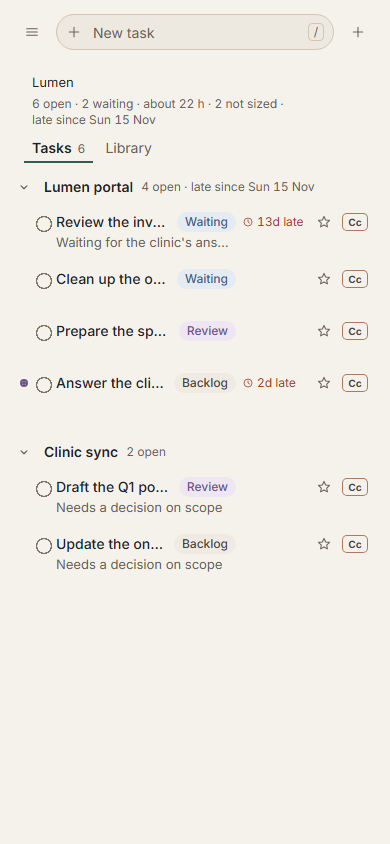 New task /
Lumen
6 open · 2 waiting · about 22 h · 2 not sized ·
late since Sun 15 Nov
Tasks 6 Library
Lumen portal 4 open · late since Sun 15 Nov
Review the inv... Waiting 13d late Cc
Waiting for the clinic's ans...
Clean up the o... Waiting Cc
Prepare the sp... Review Cc
Answer the cli... Backlog 2d late Cc
Clinic sync 2 open
Draft the Q1 po... Review Cc
Needs a decision on scope
Update the on... Backlog Cc
Needs a decision on scope